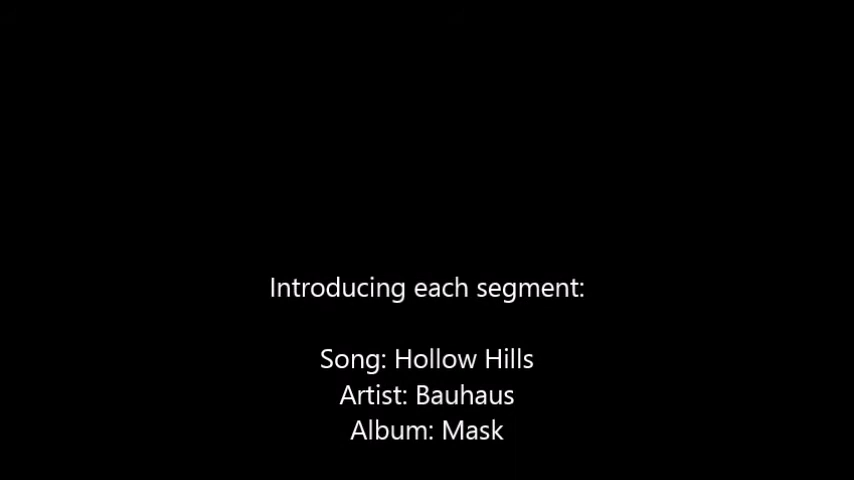 Introducing each segment:
Song: Hollow Hills
Artist: Bauhaus
Album: Mask